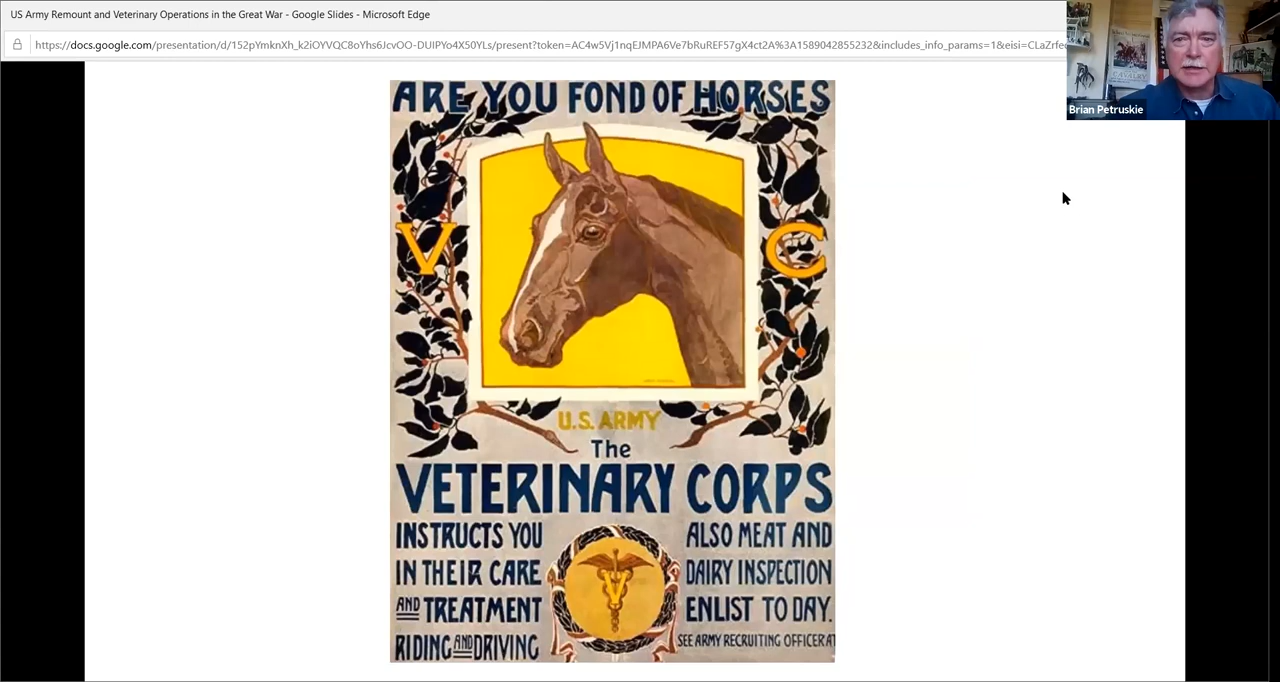 US Army Remount and Veterinary Operations in the Great War - Google Slides - Microsoft Edge
https://docs.google.com/presentation/d/152pYmknXh_k2iOYVQC8oYhs6JcvOO-DUIPYo4X50YLs/present?token=AC4w5Vj1nqEJMPA6Ve7bRuREF57gX4ct2A%3A1589042855232&includes_info_params=1&eisi=CLaZrfe
Brian Petruskie
ARE YOU FOND OF HORSES
V C
U.S. ARMY
The
VETERINARY CORPS
INSTRUCTS YOU
IN THEIR CARE
AND TREATMENT
RIDING AND DRIVING
V
ALSO MEAT AND
DAIRY INSPECTION
ENLIST TO DAY.
SEE ARMY RECRUITING OFFICER AT